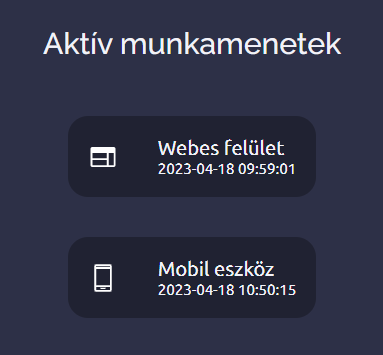 Aktív munkamenetek
Webes felület
2023-04-18 09:59:01
Mobil eszköz
2023-04-18 10:50:15